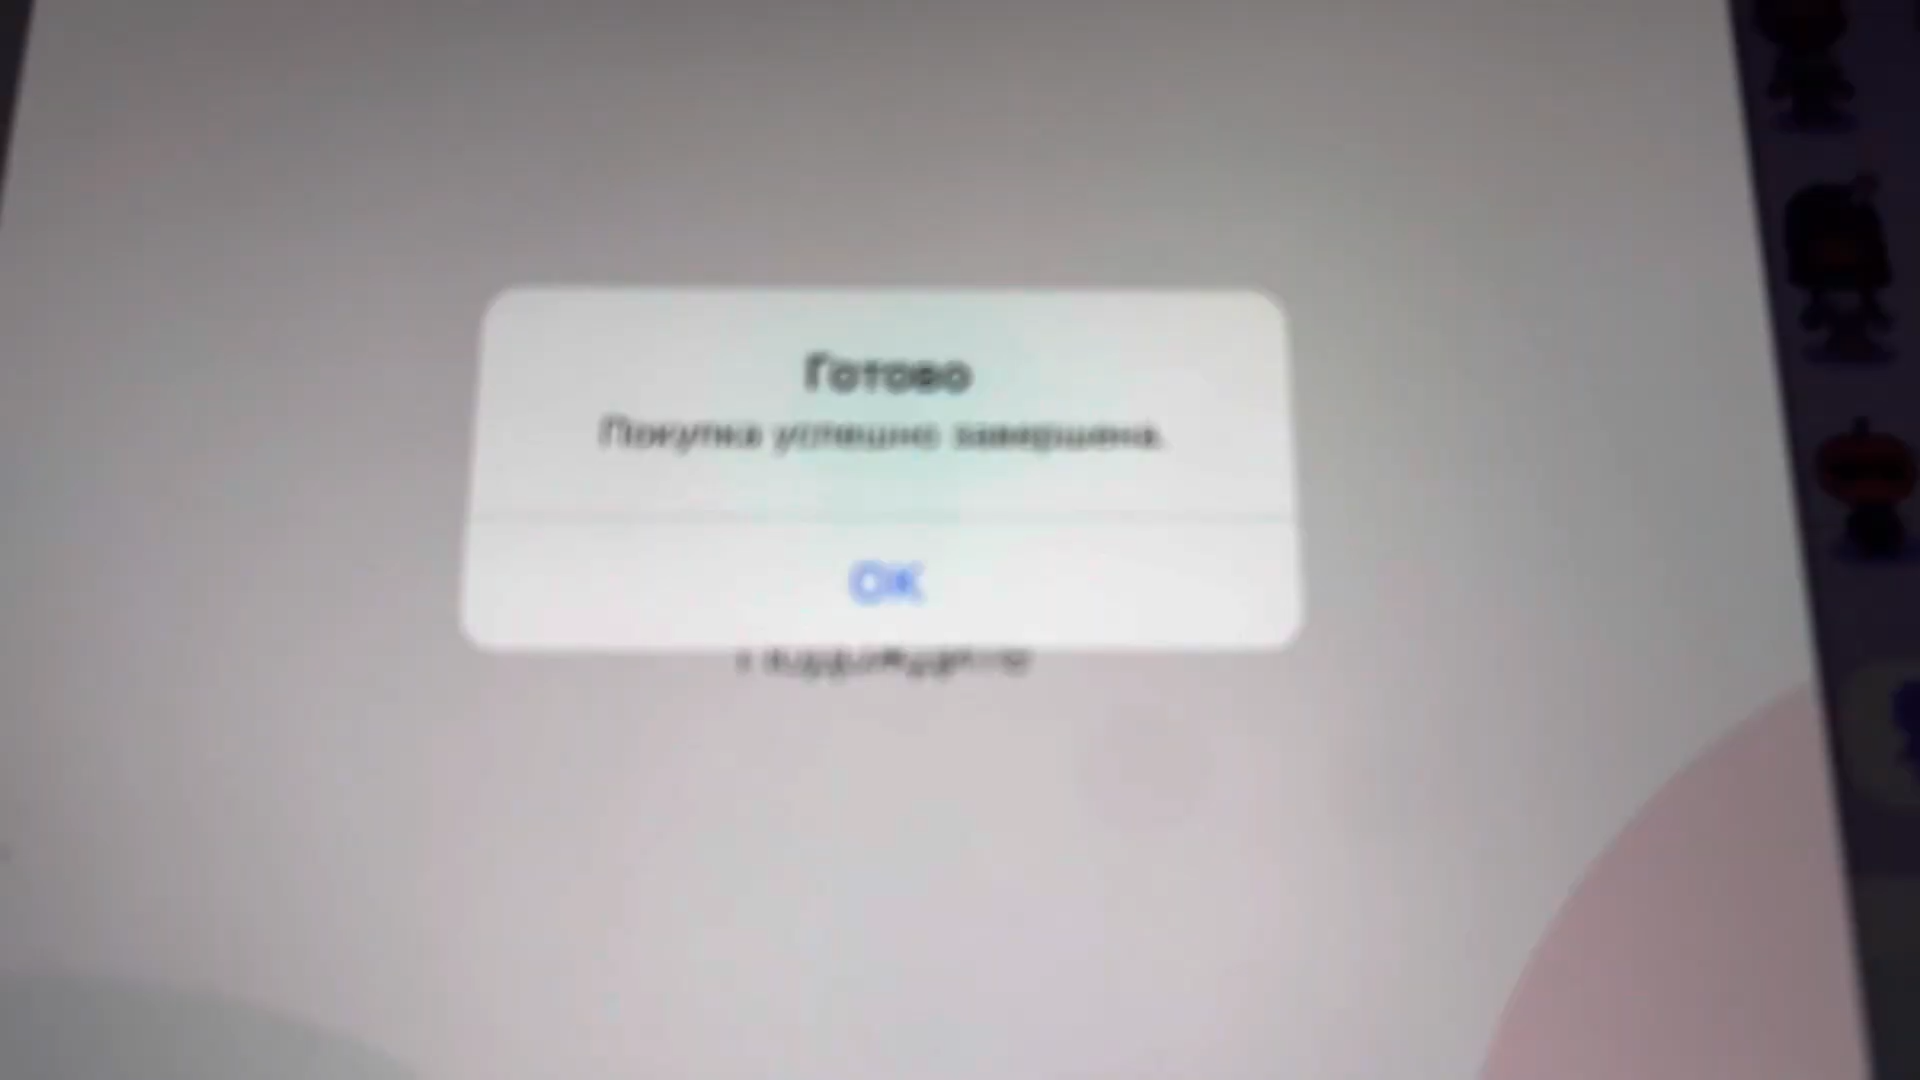 Готово
Покупка успешно завершена.
OK